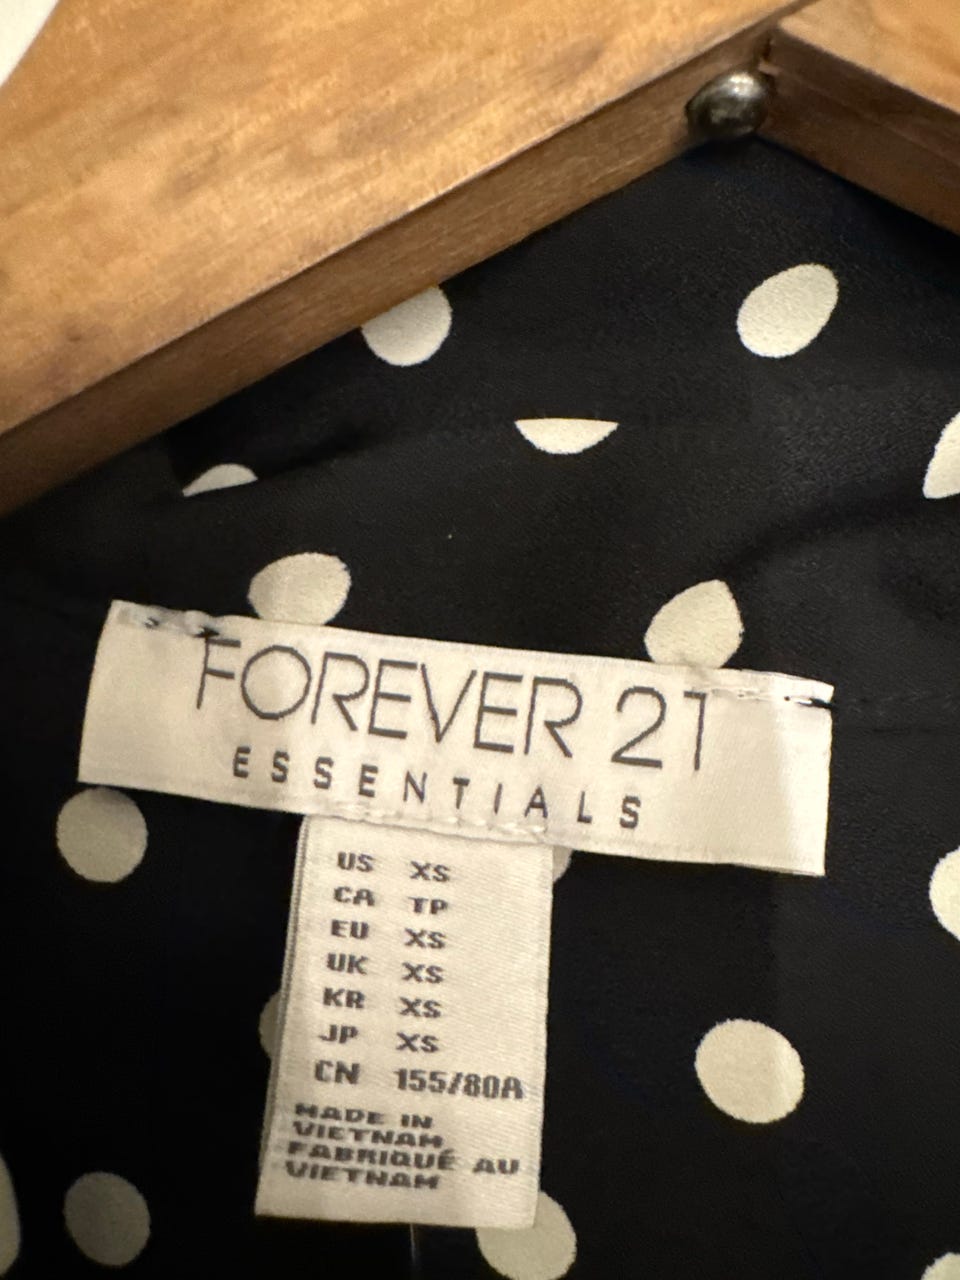 FOREVER 21
ESSENTIALS
US XS
CA TP
EU XS
UK XS
KR XS
JP XS
CN 155/80A
MADE IN
VIETNAM
FABRIQUÉ AU
VIETNAM